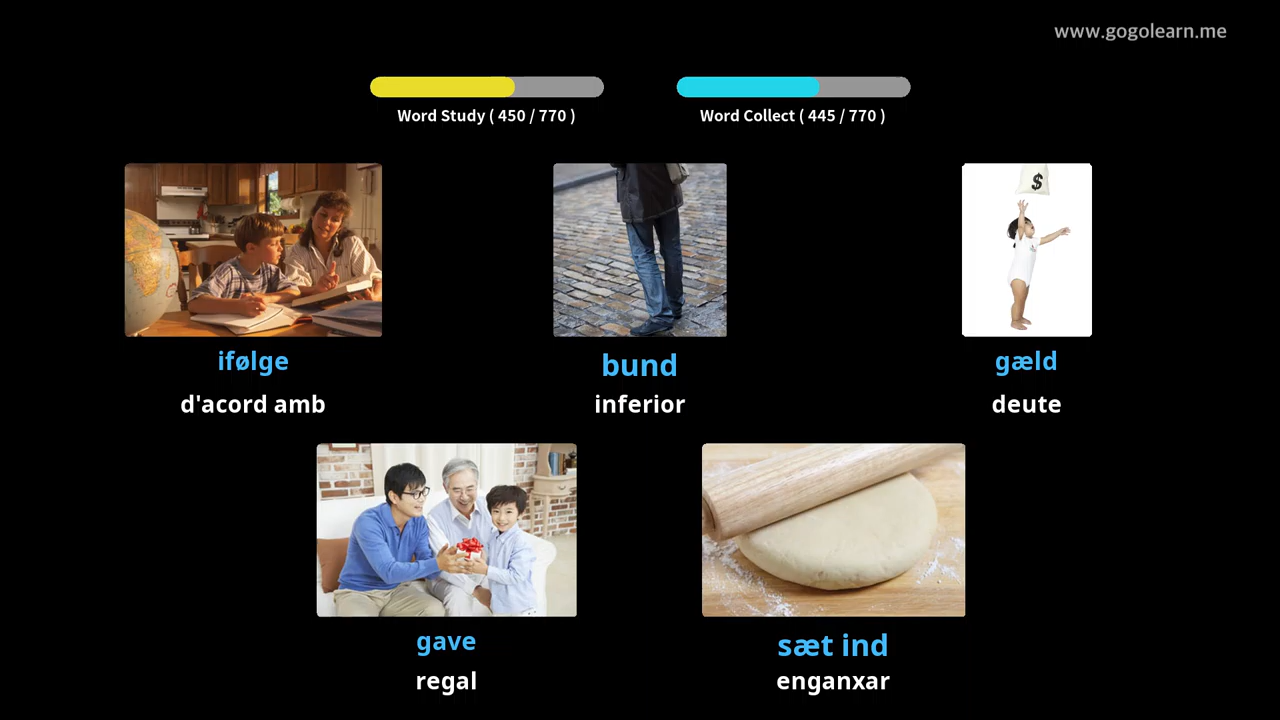 www.gogolearn.me
Word Study ( 450 / 770 )
Word Collect ( 445 / 770 )
$
ifølge
d'acord amb
bund
inferior
gæld
deute
gave
regal
sæt ind
enganxar